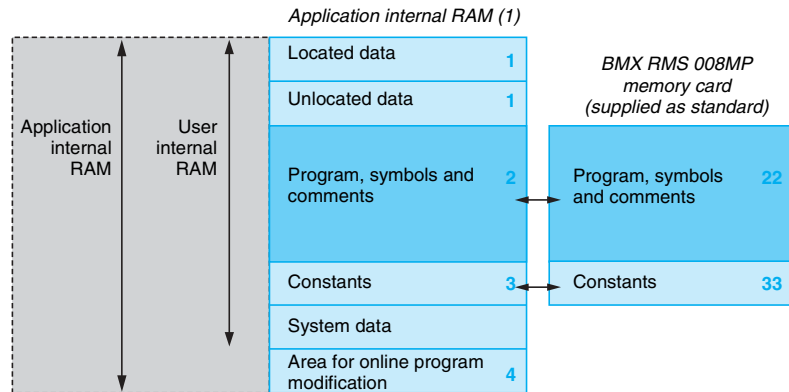 Application internal RAM (1)
Located data 1
Unlocated data 1
BMX RMS 008MP
memory card
(supplied as standard)
Application
internal
RAM
User
internal
RAM
Program, symbols and 2
comments
Program, symbols 22
and comments
Constants 3
Constants 33
System data
Area for online program
modification 4